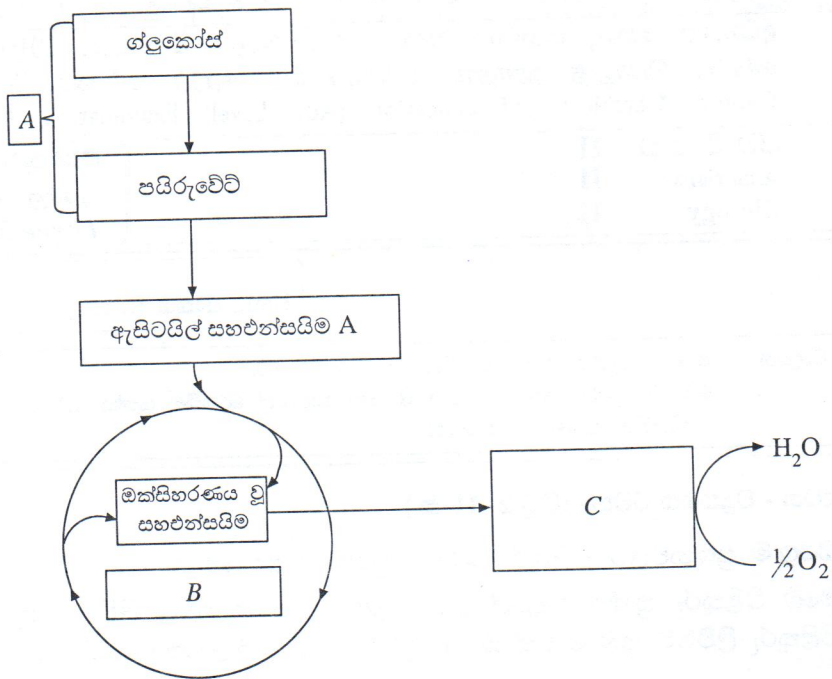 ග්ලුකෝස්
A
පයිරුවේට්
ඇසිටයිල් සහඑන්සයිම A
ඔක්සිහරණය වූ
සහඑන්සයිම
B
C
H₂O
½O₂